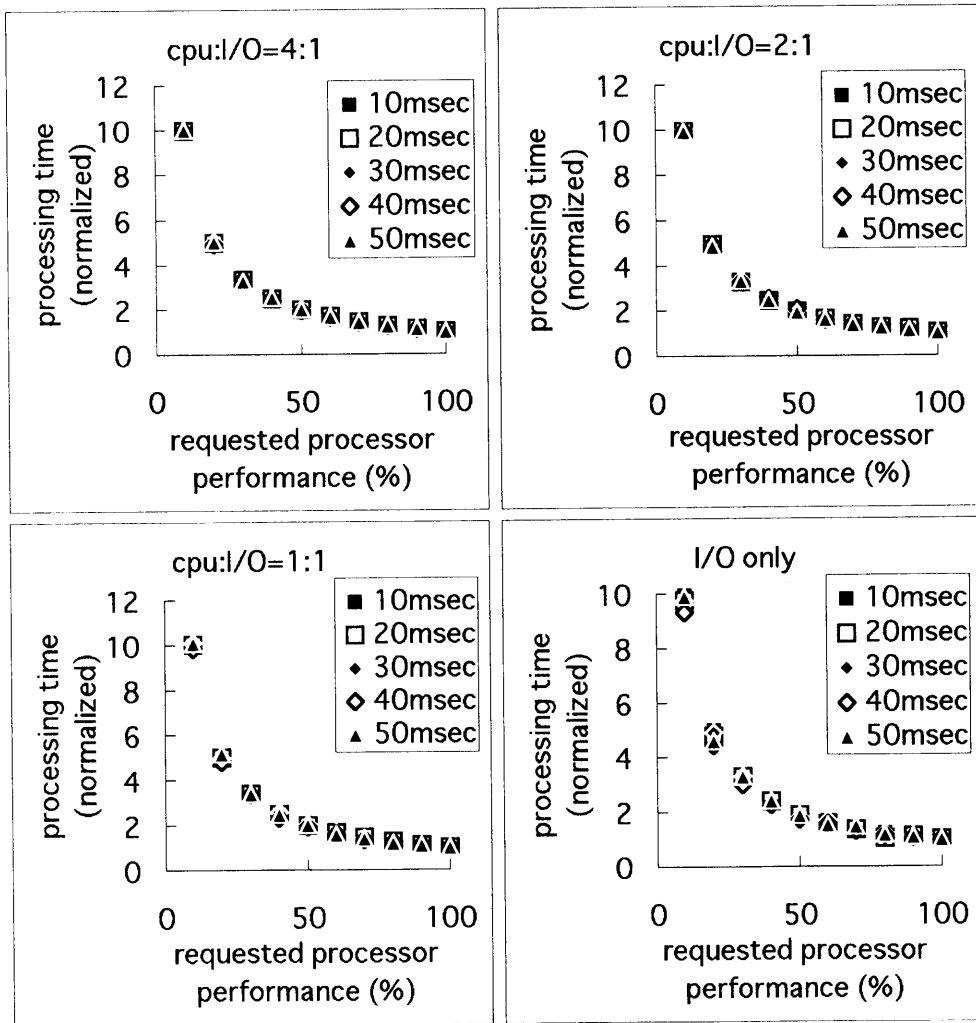 cpu:I/O=4:1
12
10
8
6
4
2
0
processing time
(normalized)
10msec
20msec
30msec
40msec
50msec
0 50 100
requested processor
performance (%)
cpu:I/O=2:1
12
10
8
6
4
2
0
processing time
(normalized)
10msec
20msec
30msec
40msec
50msec
0 50 100
requested processor
performance (%)
cpu:I/O=1:1
12
10
8
6
4
2
0
processing time
(normalized)
10msec
20msec
30msec
40msec
50msec
0 50 100
requested processor
performance (%)
I/O only
10
8
6
4
2
0
processing time
(normalized)
10msec
20msec
30msec
40msec
50msec
0 50 100
requested processor
performance (%)